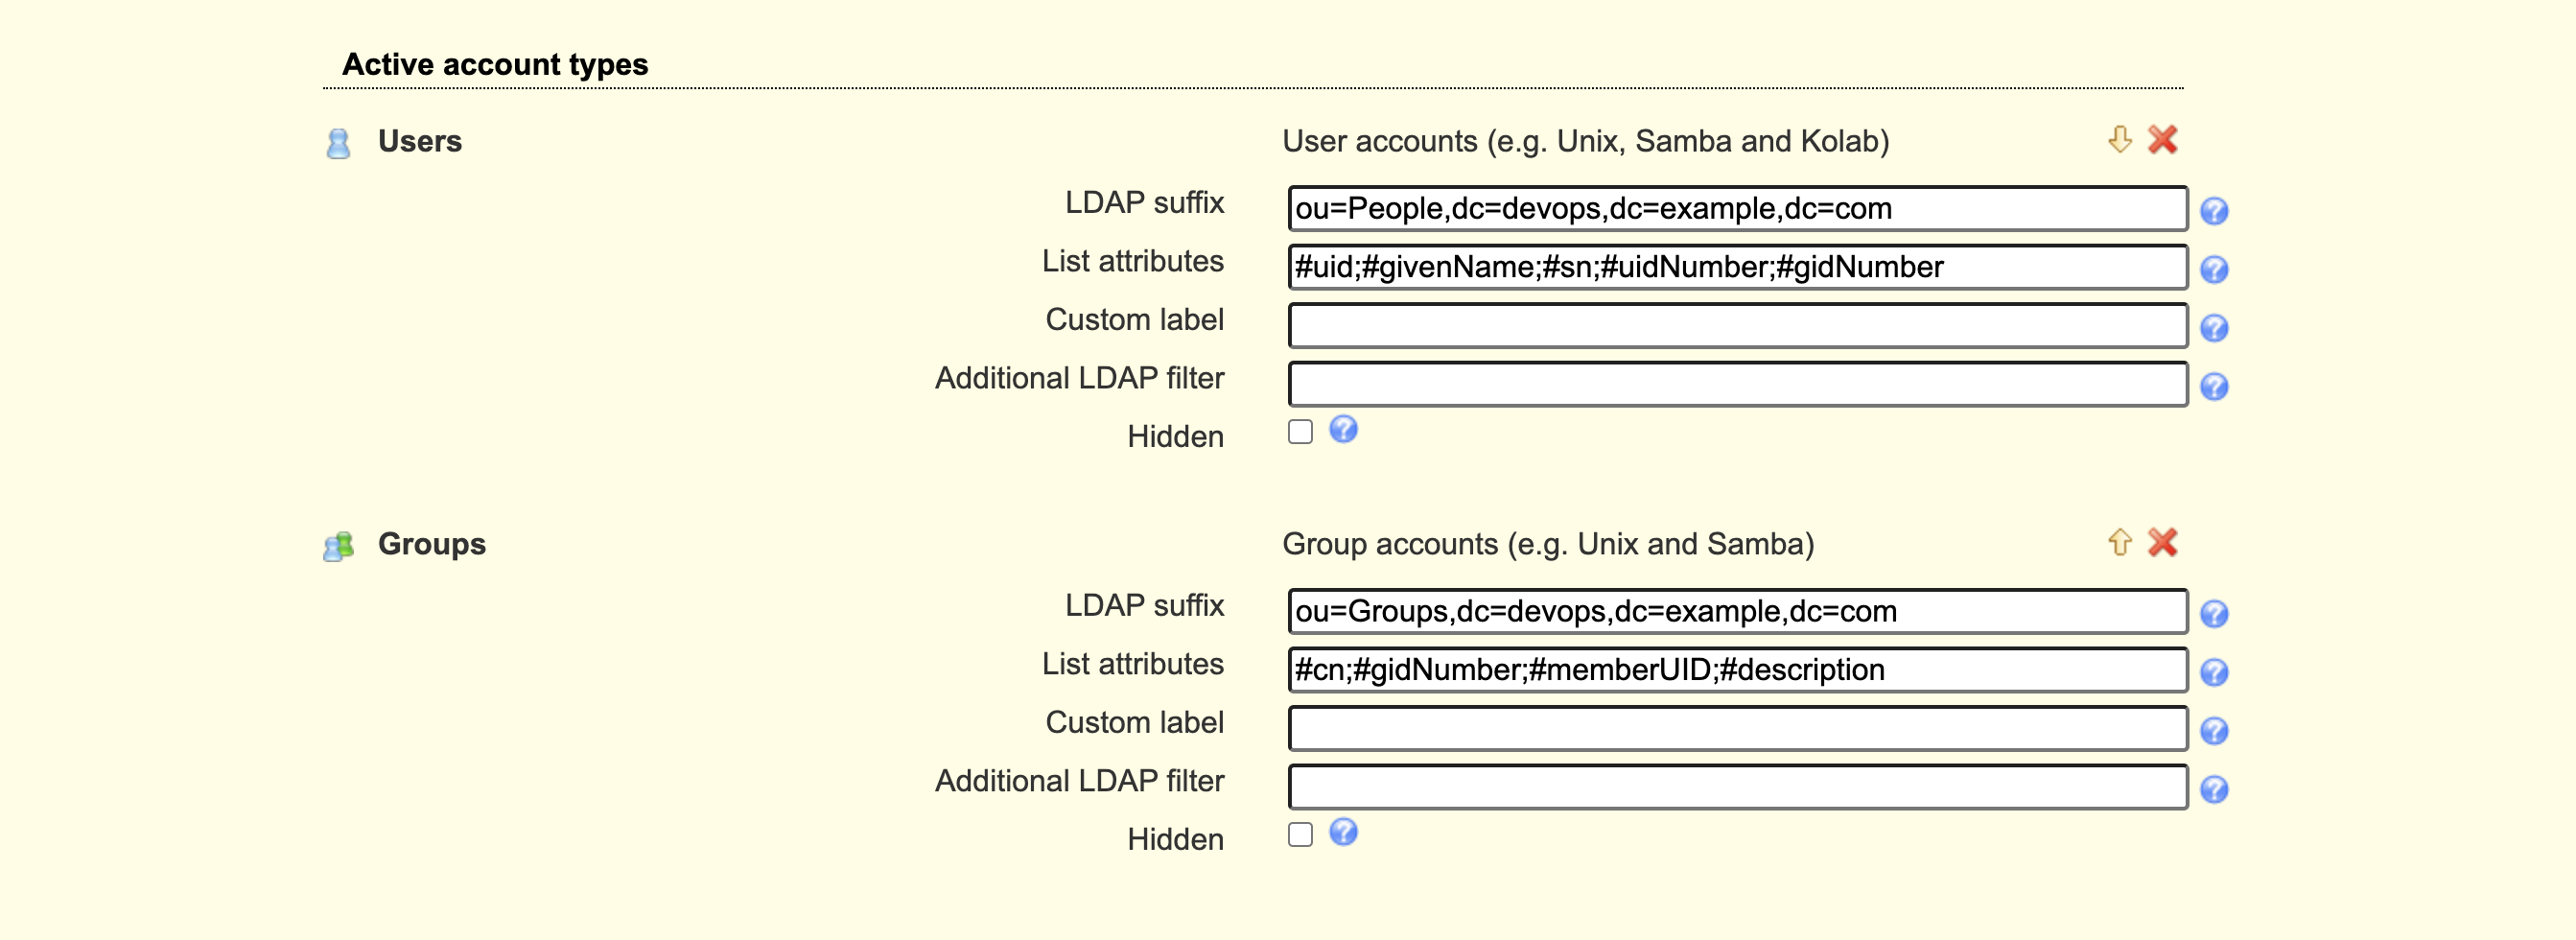 Active account types
Users User accounts (e.g. Unix, Samba and Kolab)
LDAP suffix ou=People,dc=devops,dc=example,dc=com
List attributes #uid;#givenName;#sn;#uidNumber;#gidNumber
Custom label
Additional LDAP filter
Hidden
Groups Group accounts (e.g. Unix and Samba)
LDAP suffix ou=Groups,dc=devops,dc=example,dc=com
List attributes #cn;#gidNumber;#memberUID;#description
Custom label
Additional LDAP filter
Hidden